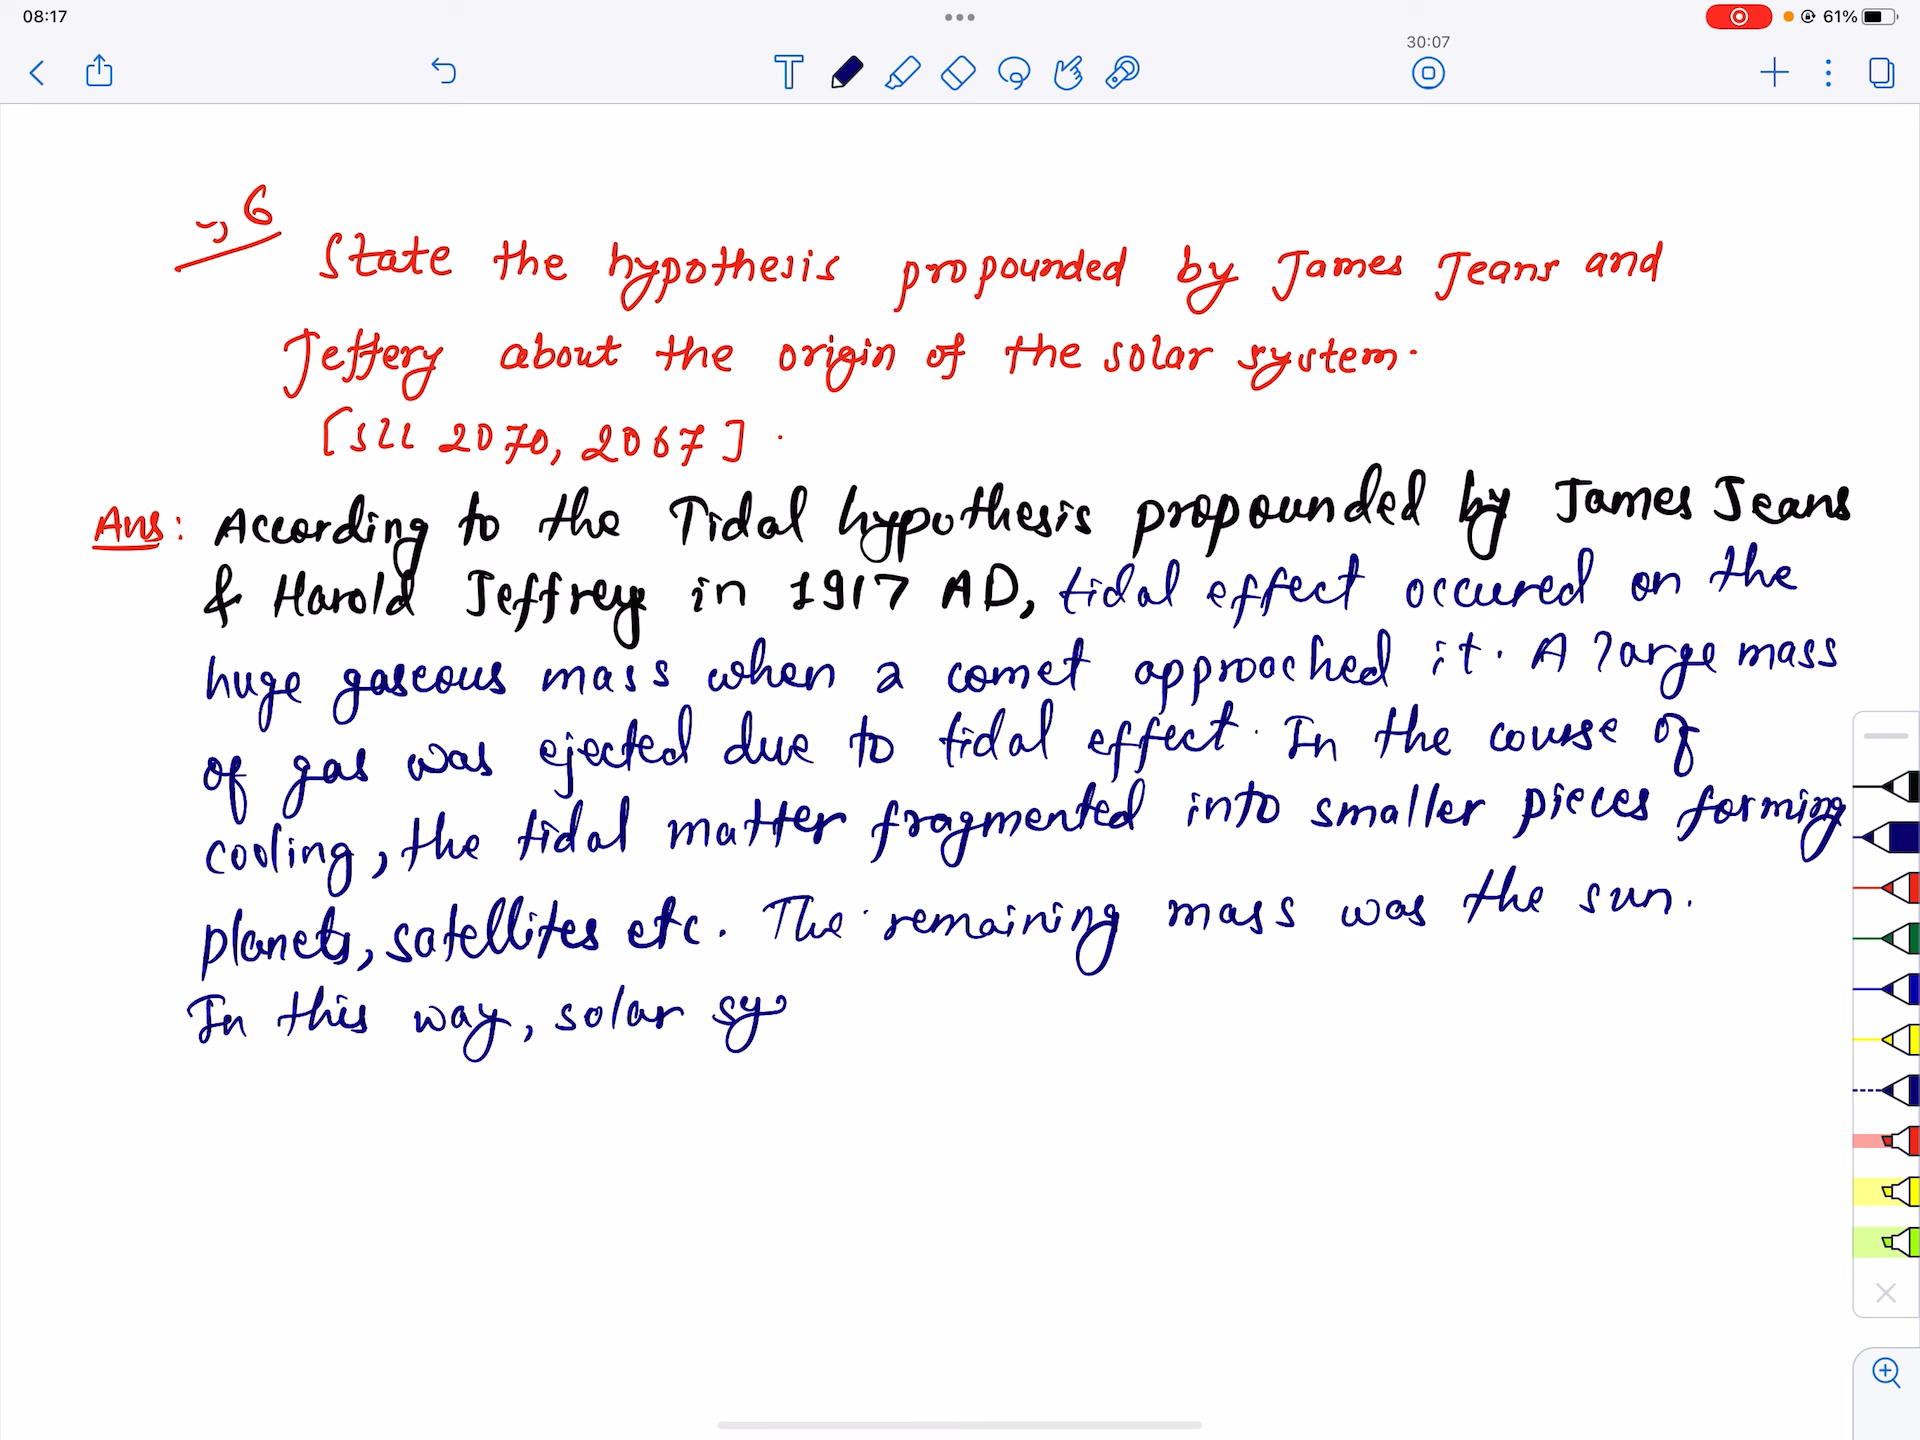 08:17
61%
30:07
6
State the hypothesis propounded by James Jeans and
Jeffery about the origin of the solar system.
[SLC 2070, 2067].
Ans: According to the Tidal hypothesis propounded by James Jeans
& Harold Jeffrey in 1917 AD, tidal effect occured on the
huge gaseous mass when a comet approached it. A large mass
of gas was ejected due to tidal effect. In the course of
cooling, the tidal matter fragmented into smaller pieces forming
planets, satellites etc. The remaining mass was the sun.
In this way, solar sy